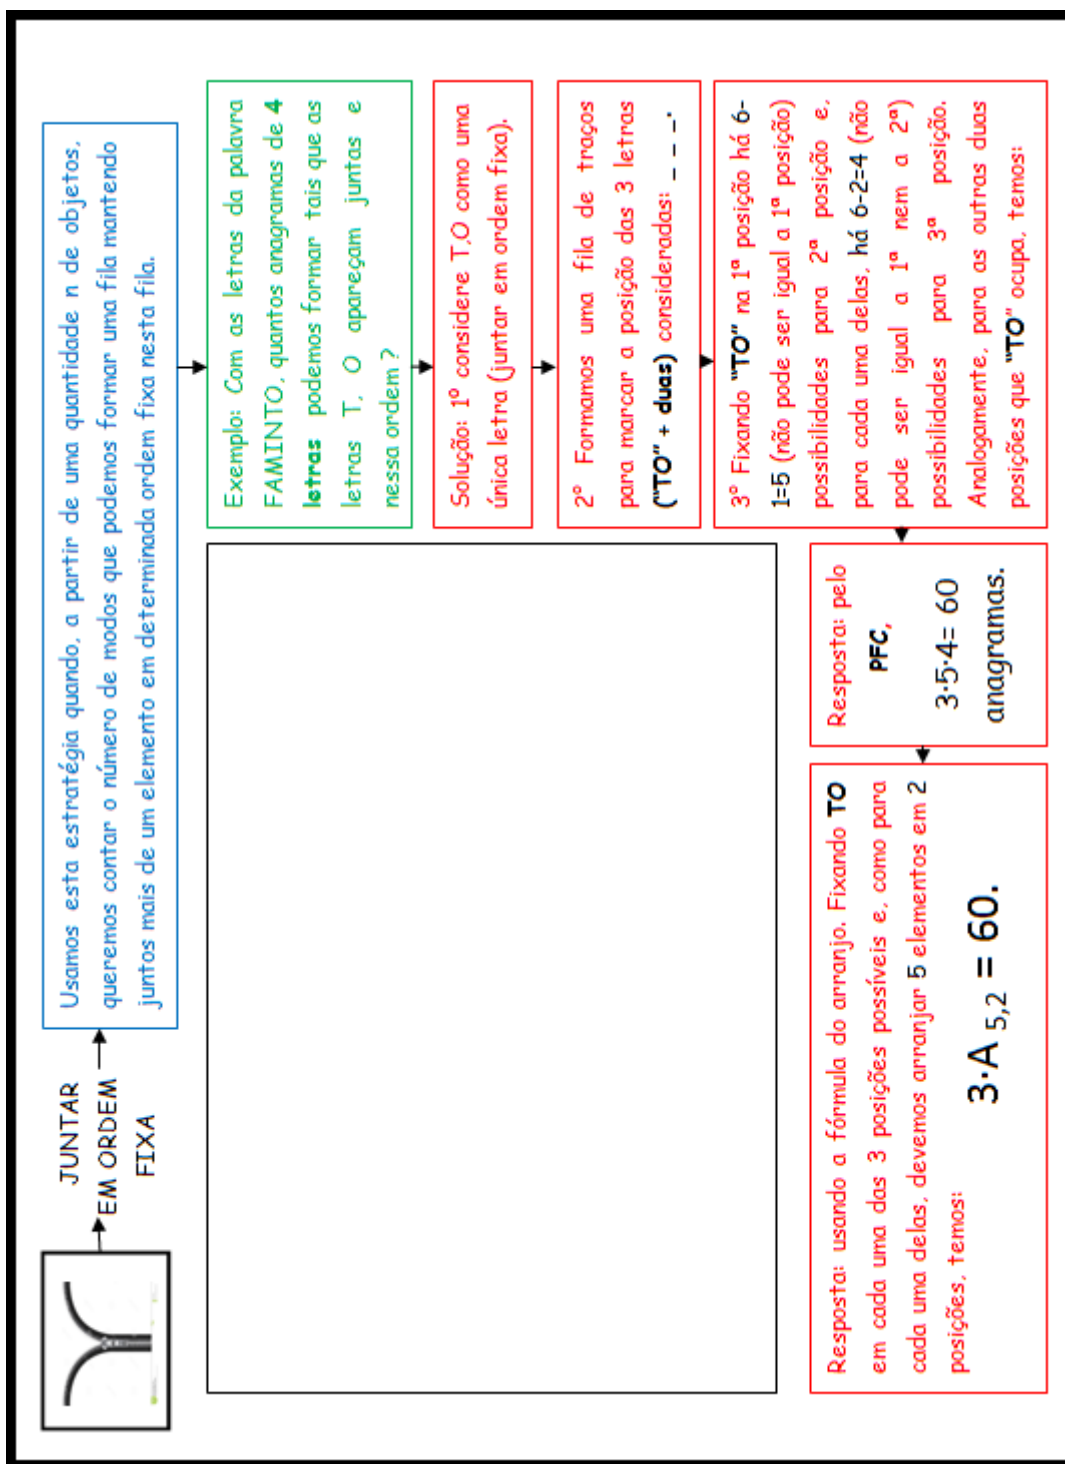 JUNTAR
EM ORDEM
FIXA
Usamos esta estratégia quando, a partir de uma quantidade n de objetos,
queremos contar o número de modos que podemos formar uma fila mantendo
juntos mais de um elemento em determinada ordem fixa nesta fila.
Exemplo: Com as letras da palavra
FAMINTO, quantos anagramas de 4
letras podemos formar tais que as
letras T, O apareçam juntas e
nessa ordem ?
Solução: 1º considere T,O como uma
única letra (juntar em ordem fixa).
2º Formamos uma fila de traços
para marcar a posição das 3 letras
("TO" + duas) consideradas: _ _ _.
3º Fixando "TO" na 1ª posição há 6-
1=5 (não pode ser igual a 1ª posição)
possibilidades para 2ª posição e,
para cada uma delas, há 6-2=4 (não
pode ser igual a 1ª nem a 2ª)
possibilidades para 3ª posição.
Analogamente, para as outras duas
posições que "TO" ocupa, temos:
Resposta: pelo
PFC,
3·5·4= 60
anagramas.
Resposta: usando a fórmula do arranjo. Fixando TO
em cada uma das 3 posições possíveis e, como para
cada uma delas, devemos arranjar 5 elementos em 2
posições, temos:
3·A 5,2 = 60.